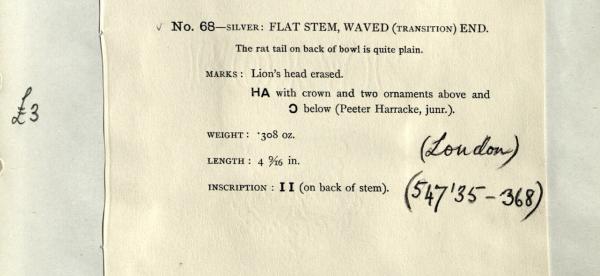 ✓ No. 68—SILVER: FLAT STEM, WAVED (TRANSITION) END.
The rat tail on back of bowl is quite plain.
MARKS: Lion's head erased.
HA with crown and two ornaments above and
Ɔ below (Peeter Harracke, junr.).
£3
WEIGHT: ·308 oz.
(London)
LENGTH: 4 9/16 in.
INSCRIPTION: I I (on back of stem).
(547'35-368)